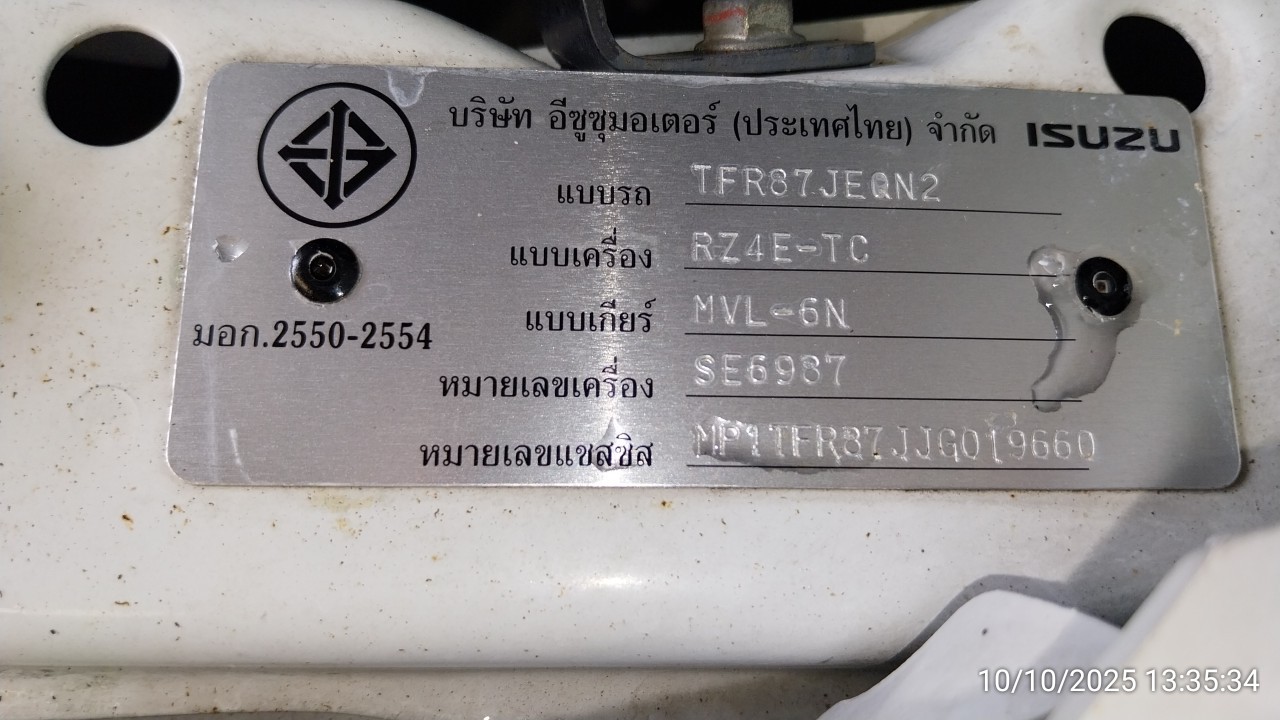 บริษัท อีซูซุมอเตอร์ (ประเทศไทย) จำกัด ISUZU
แบบรถ TFR87JEQN2
แบบเครื่อง RZ4E-TC
แบบเกียร์ MVL-6N
มอก.2550-2554
หมายเลขเครื่อง SE6987
หมายเลขแชสซิส MP1TFR87JJG019660
10/10/2025 13:35:34